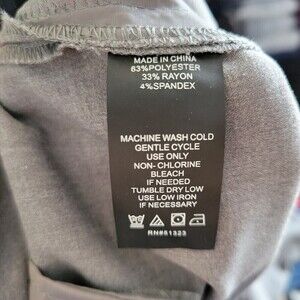 MADE IN CHINA
63%POLYESTER
33% RAYON
4%SPANDEX
MACHINE WASH COLD
GENTLE CYCLE
USE ONLY
NON- CHLORINE
BLEACH
IF NEEDED
TUMBLE DRY LOW
USE LOW IRON
IF NECESSARY
RN#61323